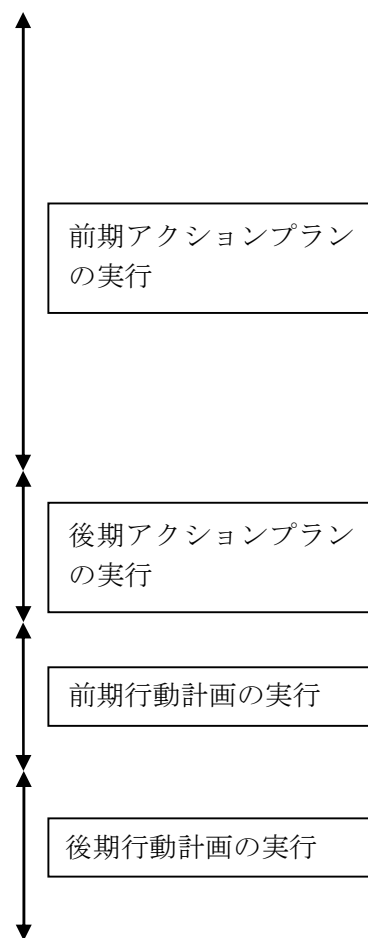 前期アクションプラン
の実行
後期アクションプラン
の実行
前期行動計画の実行
後期行動計画の実行